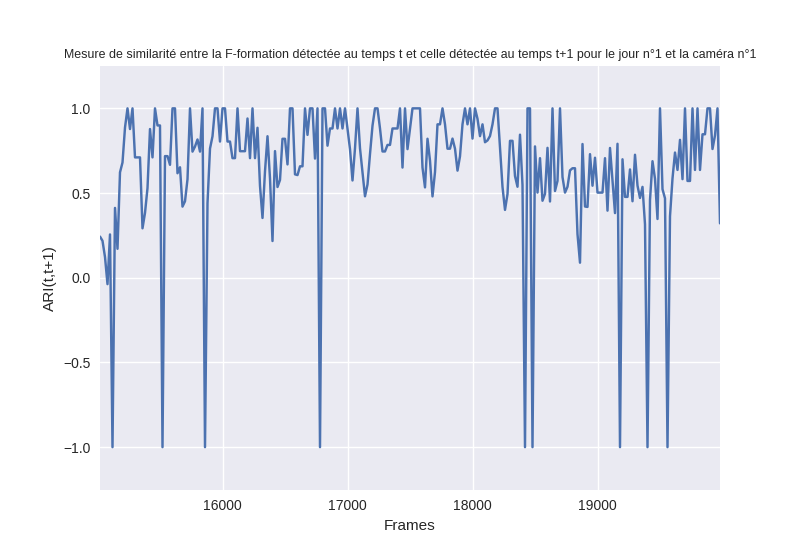 Mesure de similarité entre la F-formation détectée au temps t et celle détectée au temps t+1 pour le jour n°1 et la caméra n°1
1.0
0.5
0.0
−0.5
−1.0
ARI(t,t+1)
16000 17000 18000 19000
Frames